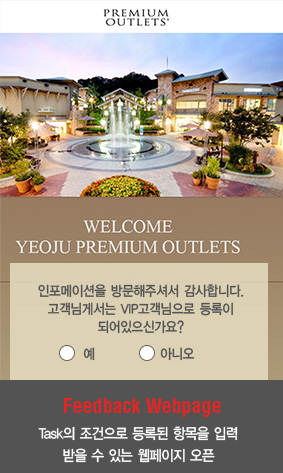 PREMIUM
OUTLETS®
WELCOME
YEOJU PREMIUM OUTLETS
인포메이션을 방문해주셔서 감사합니다.
고객님께서는 VIP고객님으로 등록이
되어있으신가요?
예 아니오
Feedback Webpage
Task의 조건으로 등록된 항목을 입력
받을 수 있는 웹페이지 오픈